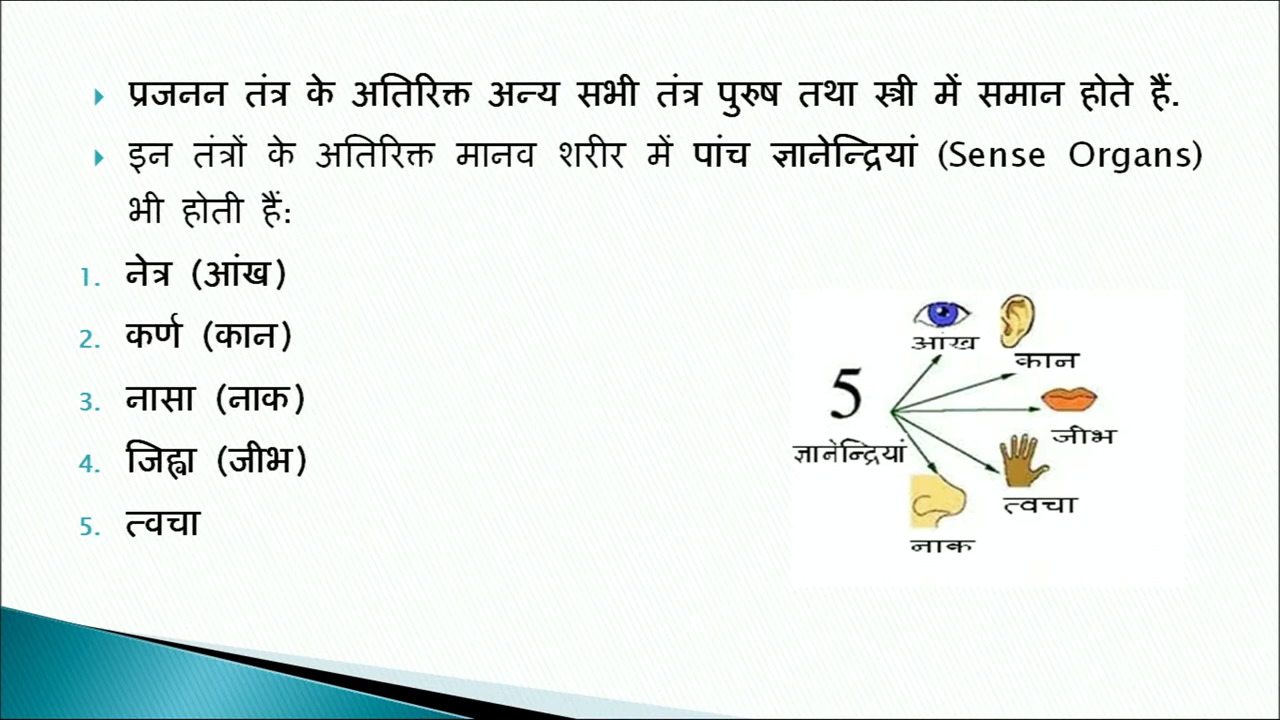 प्रजनन तंत्र के अतिरिक्त अन्य सभी तंत्र पुरुष तथा स्त्री में समान होते हैं.
इन तंत्रों के अतिरिक्त मानव शरीर में पांच ज्ञानेन्द्रियां (Sense Organs)
भी होती हैं:
1. नेत्र (आंख)
2. कर्ण (कान)
3. नासा (नाक)
4. जिह्वा (जीभ)
5. त्वचा
आंख
कान
5
जीभ
ज्ञानेन्द्रियां
त्वचा
नाक